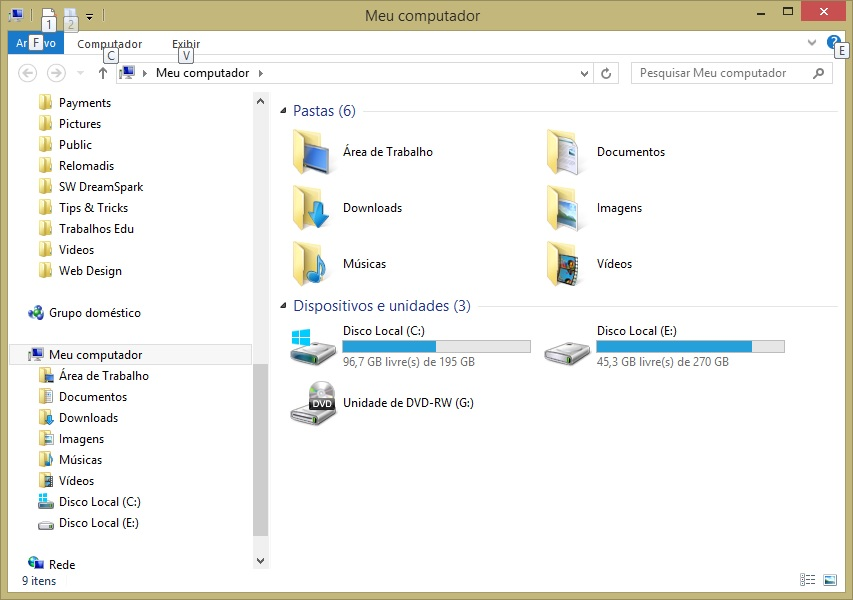 Meu computador
1 2
Arquivo Computador Exibir
F C V E
Meu computador
Pesquisar Meu computador
Payments
Pictures
Public
Relomadis
SW DreamSpark
Tips & Tricks
Trabalhos Edu
Videos
Web Design
Grupo doméstico
Meu computador
Área de Trabalho
Documentos
Downloads
Imagens
Músicas
Vídeos
Disco Local (C:)
Disco Local (E:)
Rede
Pastas (6)
Área de Trabalho
Documentos
Downloads
Imagens
Músicas
Vídeos
Dispositivos e unidades (3)
Disco Local (C:)
96,7 GB livre(s) de 195 GB
Disco Local (E:)
45,3 GB livre(s) de 270 GB
DVD
Unidade de DVD-RW (G:)
9 itens